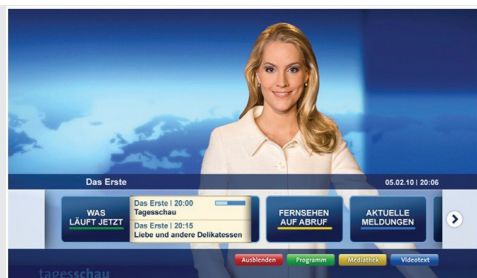 Das Erste
05.02.10 | 20:06
WAS
LÄUFT JETZT
Das Erste | 20:00
Tagesschau
Das Erste | 20:15
Liebe und andere Delikatessen
FERNSEHEN
AUF ABRUF
AKTUELLE
MELDUNGEN
Ausblenden
Programm
Mediathek
Videotext
tagesschau